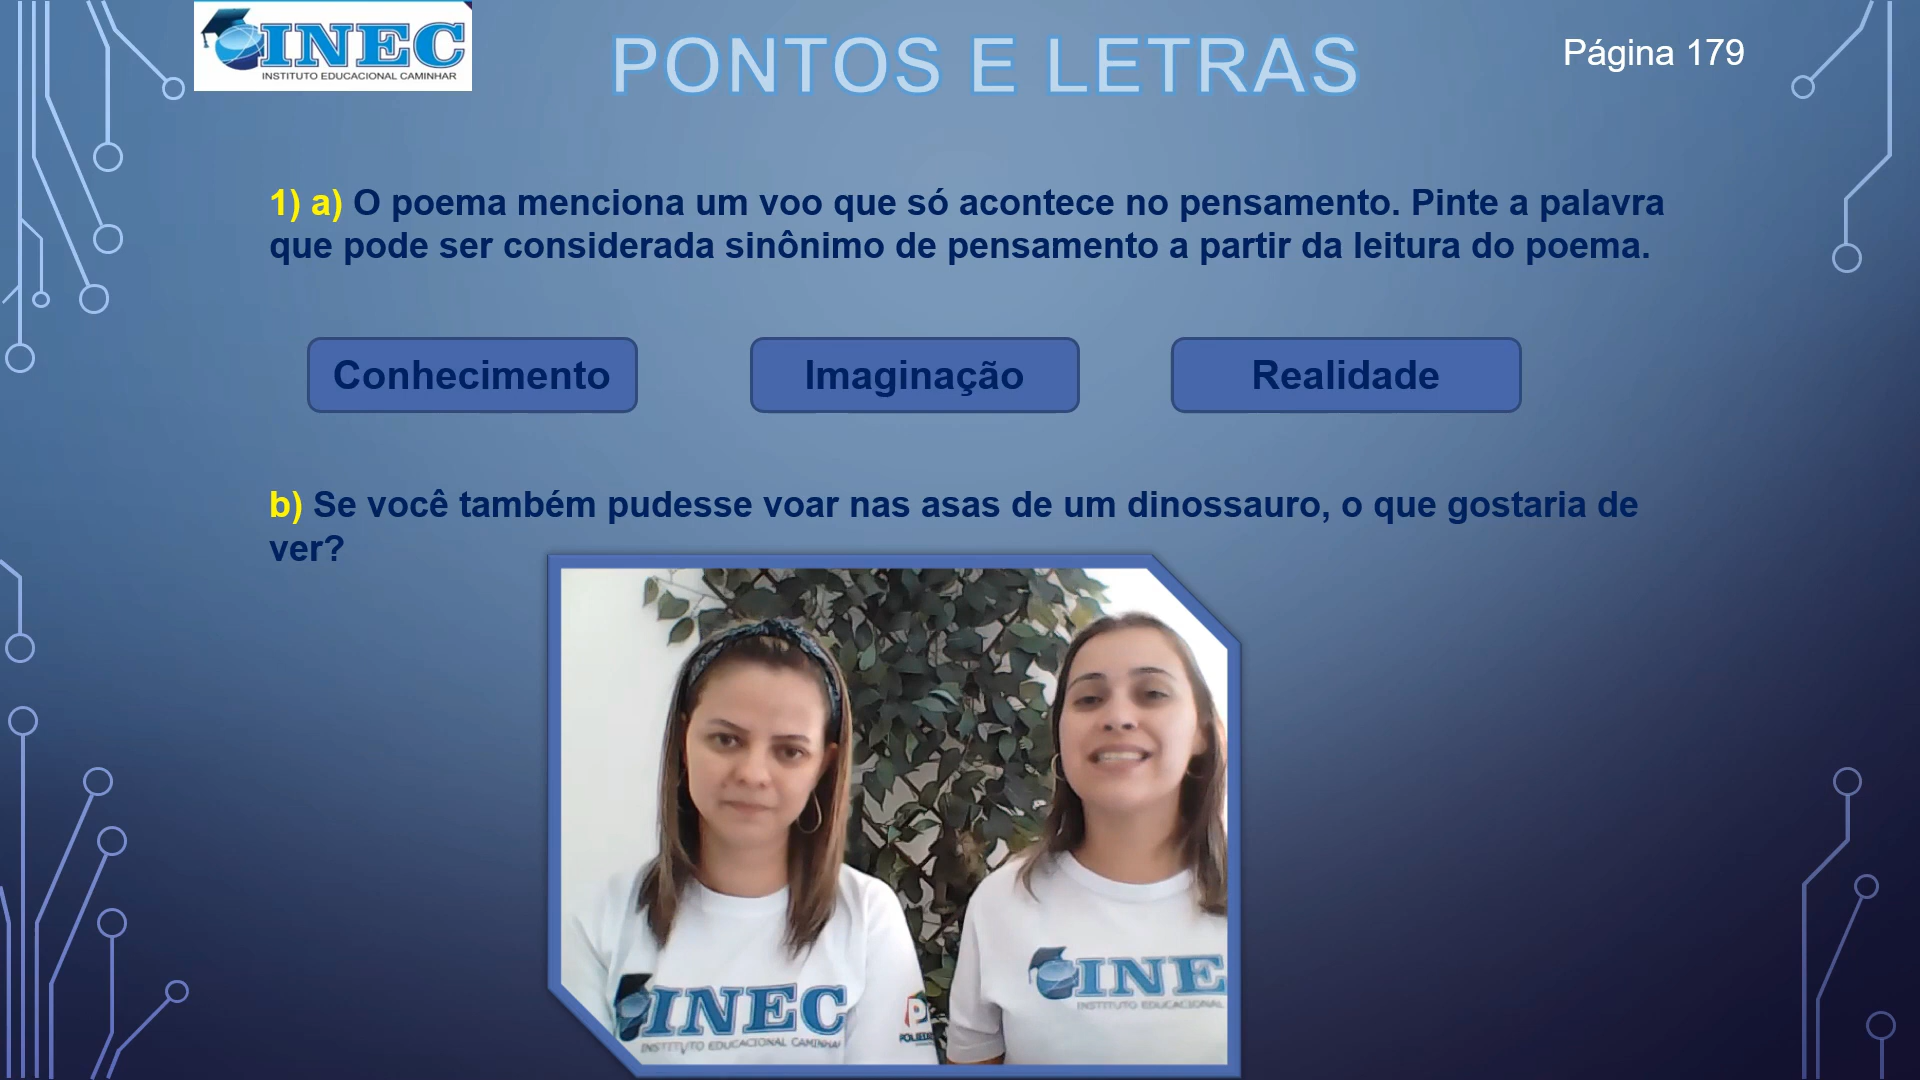 INEC
INSTITUTO EDUCACIONAL CAMINHAR
PONTOS E LETRAS
Página 179
1) a) O poema menciona um voo que só acontece no pensamento. Pinte a palavra
que pode ser considerada sinônimo de pensamento a partir da leitura do poema.
Conhecimento
Imaginação
Realidade
b) Se você também pudesse voar nas asas de um dinossauro, o que gostaria de
ver?
INEC
INSTITUTO EDUCACIONAL CAMINHA
INE
INSTITUTO EDUCACIONAL